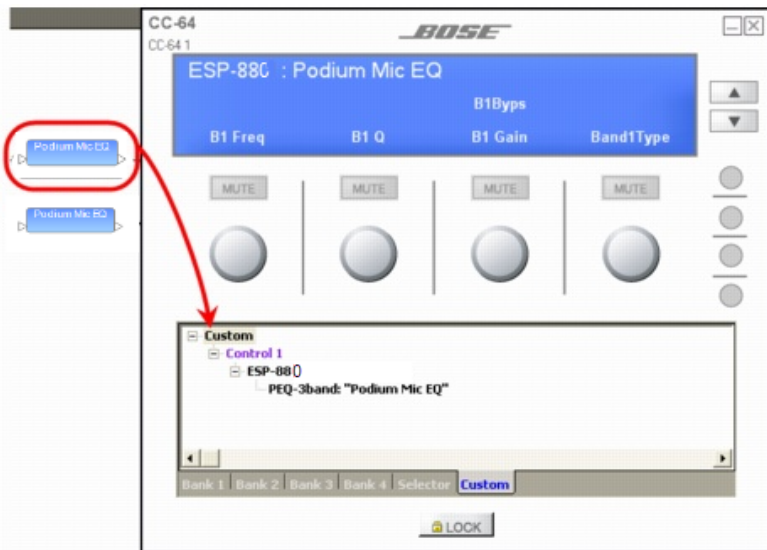 CC-64
BOSE
CC-64 1
ESP-880 : Podium Mic EQ
B1Byps
B1 Freq B1 Q B1 Gain Band1Type
Podium Mic EQ
Podium Mic EQ
MUTE MUTE MUTE MUTE
Custom
Control 1
ESP-880
PEQ-3band: "Podium Mic EQ"
Bank 1 Bank 2 Bank 3 Bank 4 Selector Custom
LOCK